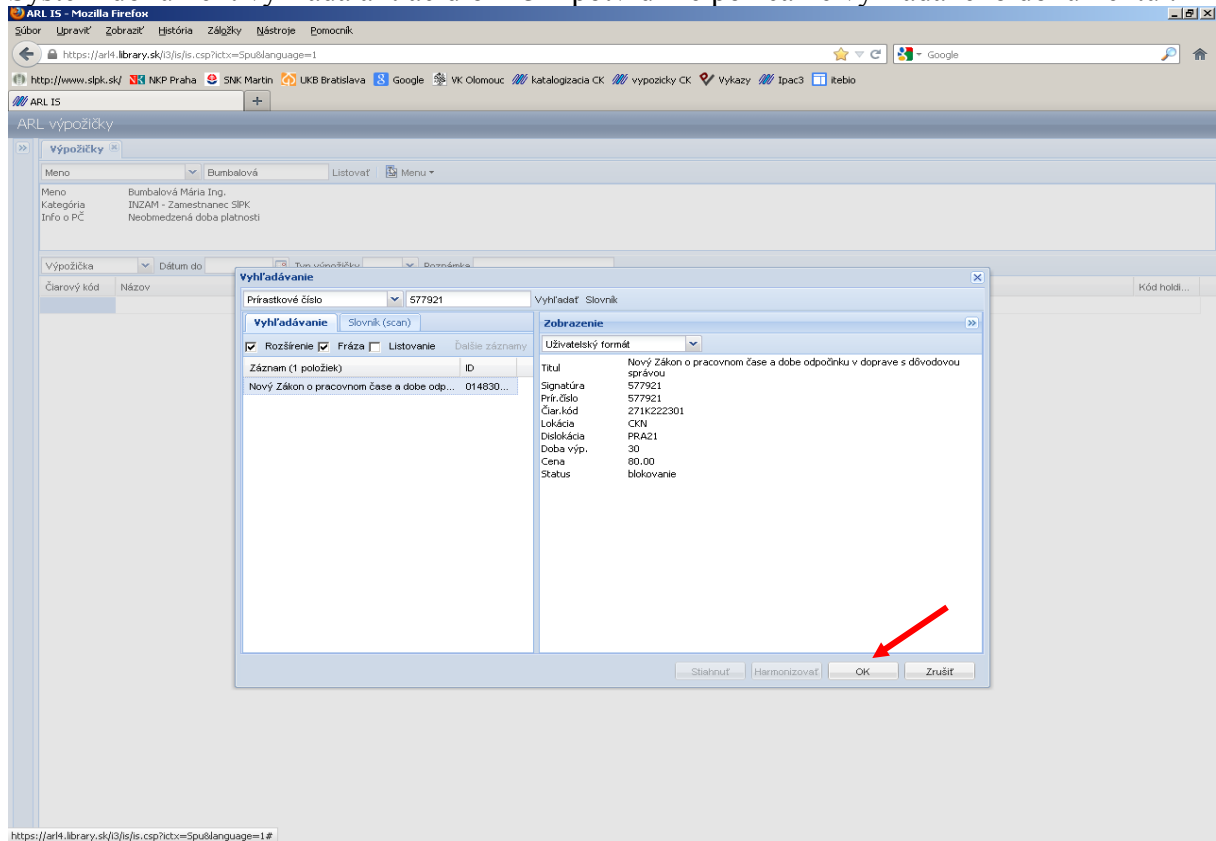 ARL IS - Mozilla Firefox
Súbor Upraviť Zobraziť História Záložky Nástroje Pomocník
https://arl4.library.sk/i3/is/is.csp?ictx=Spu&language=1 Google
http://www.slpk.sk/ NKP Praha SNK Martin UKB Bratislava Google VK Olomouc katalogizacia CK vypozicky CK Vykazy Ipac3 itebio
ARL IS
ARL výpožičky
Výpožičky
Meno Bumbalová Listovať Menu
Meno Bumbalová Mária Ing.
Kategória INZAM - Zamestnanec SlPK
Info o PČ Neobmedzená doba platnosti
Výpožička Dátum do Typ výpožičky Poznámka
Čiarový kód Názov Kód holdi...
Vyhľadávanie
Prírastkové číslo 577921 Vyhľadať Slovník
Vyhľadávanie Slovník (scan)
Rozšírenie Fráza Listovanie Ďalšie záznamy
Záznam (1 položiek) ID
Nový Zákon o pracovnom čase a dobe odp... 014830...
Zobrazenie
Uživatelský formát
Titul Nový Zákon o pracovnom čase a dobe odpočinku v doprave s dôvodovou
správou
Signatúra 577921
Prír.číslo 577921
Čiar.kód 271K222301
Lokácia CKN
Dislokácia PRA21
Doba výp. 30
Cena 80.00
Status blokovanie
Stiahnuť Harmonizovať OK Zrušiť
https://arl4.library.sk/i3/is/is.csp?ictx=Spu&language=1#